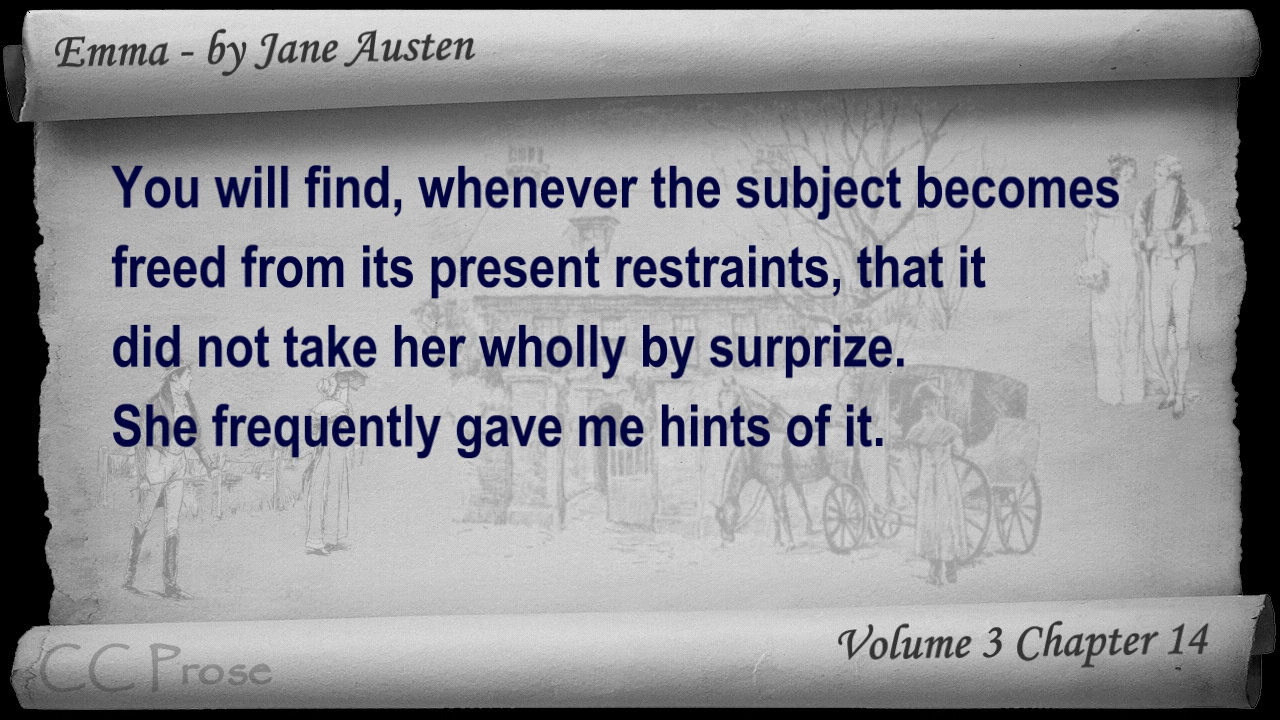 Emma - by Jane Austen
You will find, whenever the subject becomes
freed from its present restraints, that it
did not take her wholly by surprize.
She frequently gave me hints of it.
Volume 3 Chapter 14
CC Prose